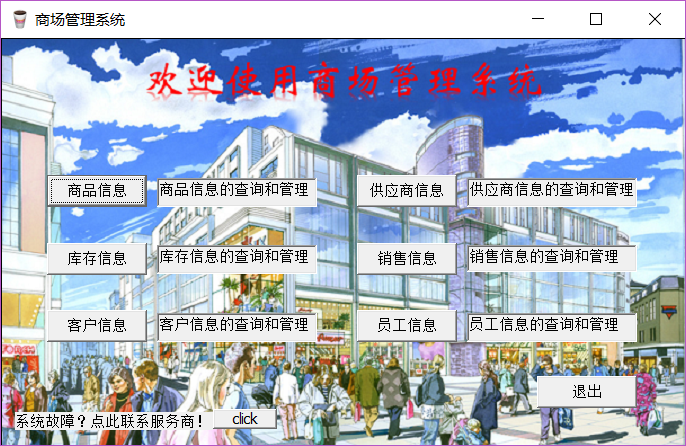 商场管理系统
欢迎使用商场管理系统
商品信息 商品信息的查询和管理 供应商信息 供应商信息的查询和管理
库存信息 库存信息的查询和管理 销售信息 销售信息的查询和管理
客户信息 客户信息的查询和管理 员工信息 员工信息的查询和管理
退出
系统故障？点此联系服务商！ click